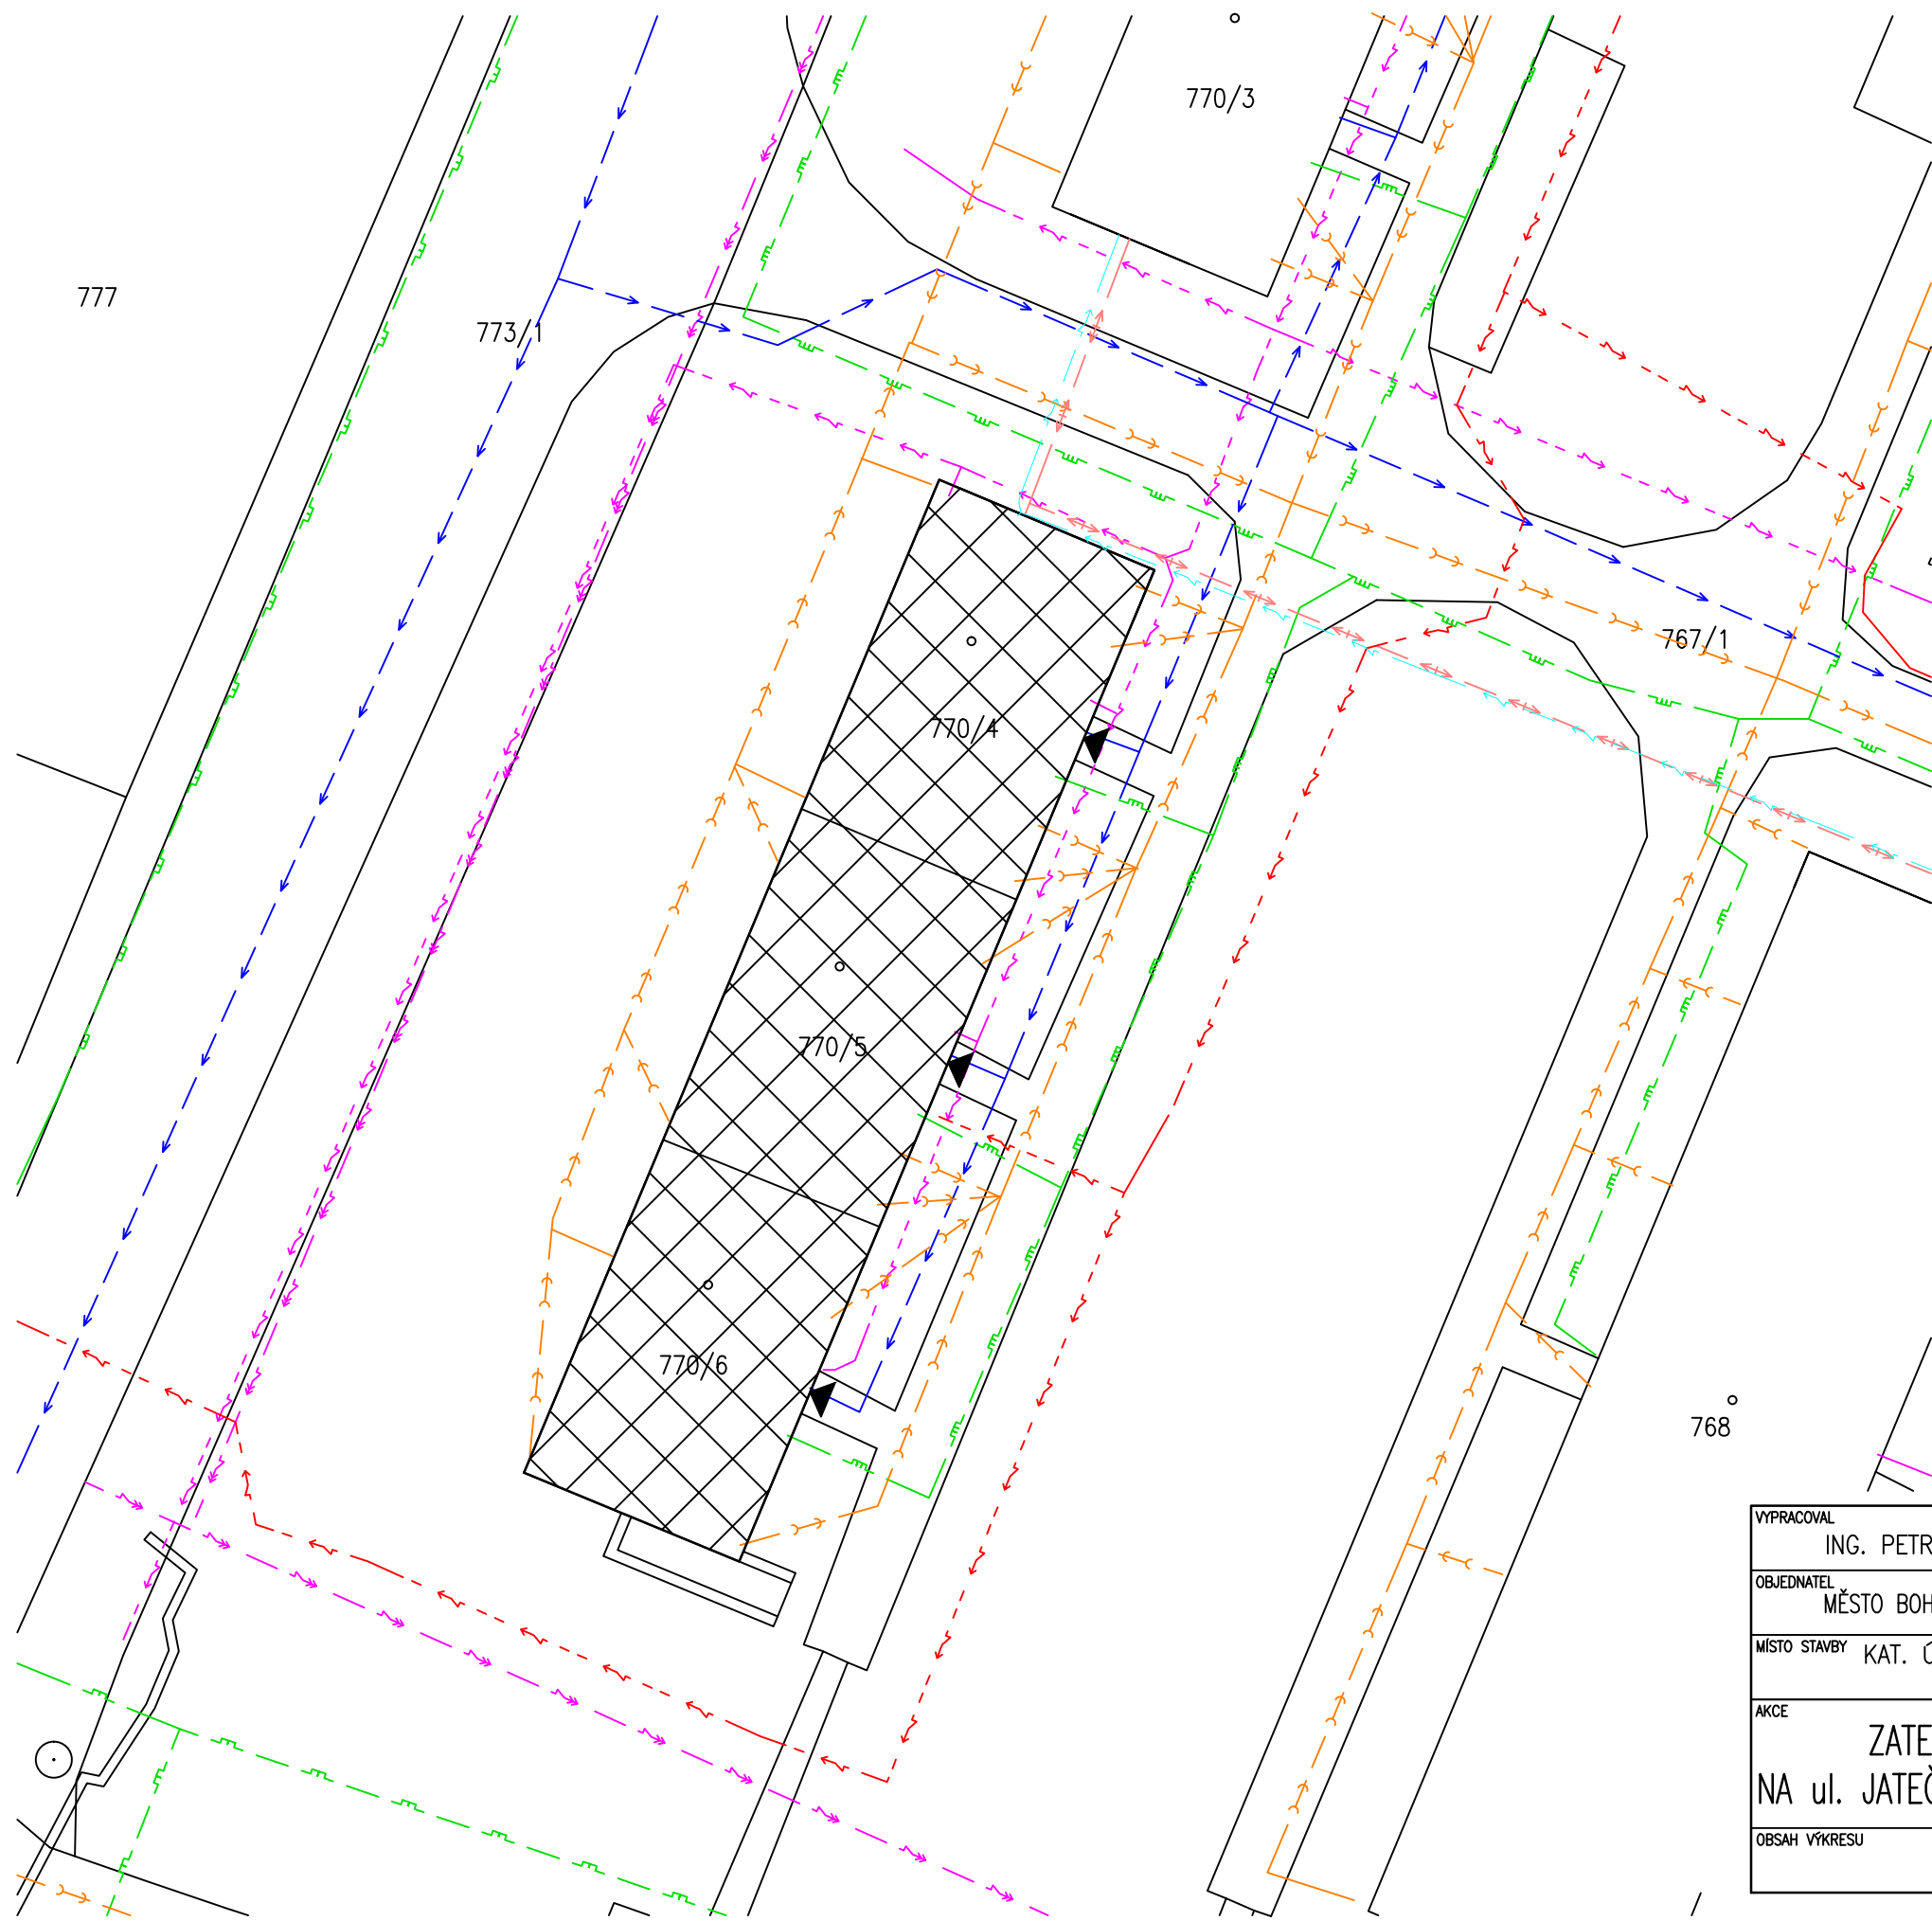 770/3
777
773/1
767/1
770/4
770/5
770/6
768
VYPRACOVAL
ING. PETR
OBJEDNATEL
MĚSTO BOH
MÍSTO STAVBY KAT. Ú
AKCE
ZATE
NA ul. JATEČ
OBSAH VÝKRESU